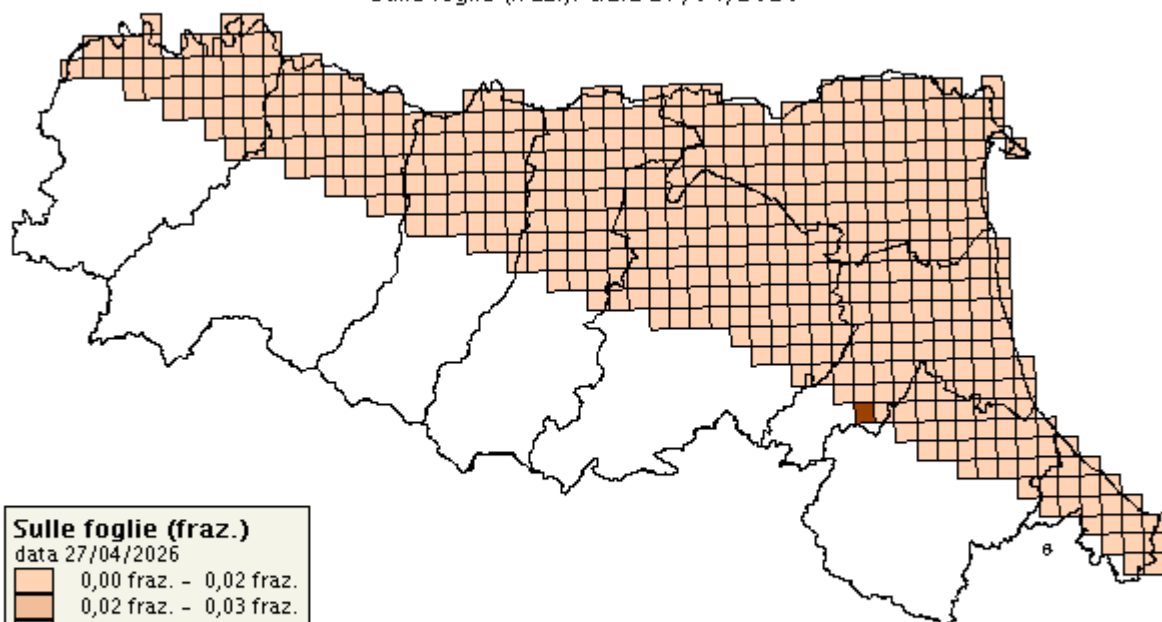 Sulle foglie (fraz.)
data 27/04/2026
0,00 fraz. - 0,02 fraz.
0,02 fraz. - 0,03 fraz.